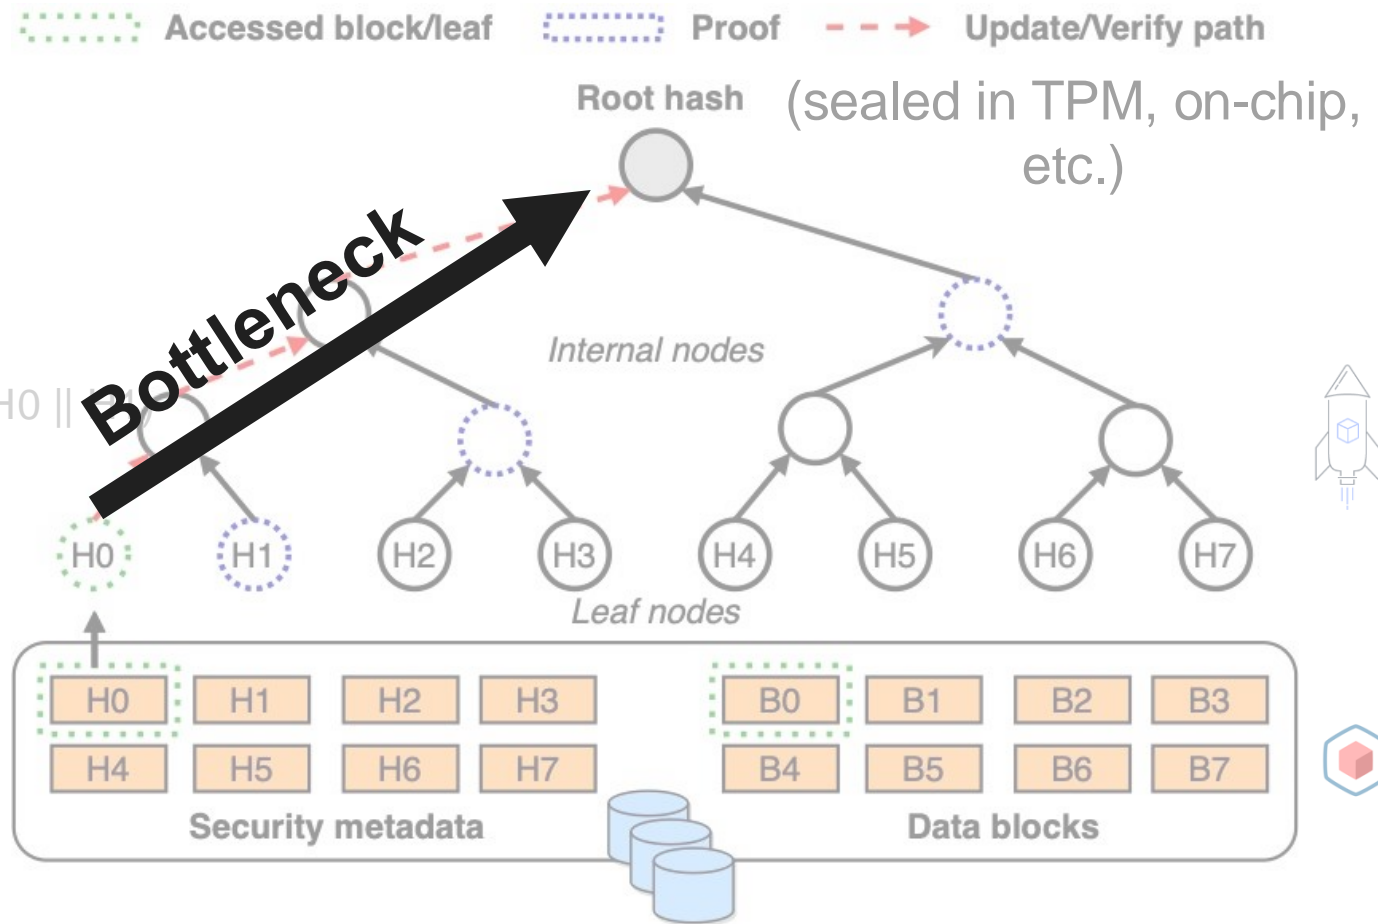 Accessed block/leaf Proof Update/Verify path
Root hash (sealed in TPM, on-chip,
etc.)
Bottleneck
Internal nodes
H0 ||
H0 H1 H2 H3 H4 H5 H6 H7
Leaf nodes
H0 H1 H2 H3 B0 B1 B2 B3
H4 H5 H6 H7 B4 B5 B6 B7
Security metadata Data blocks